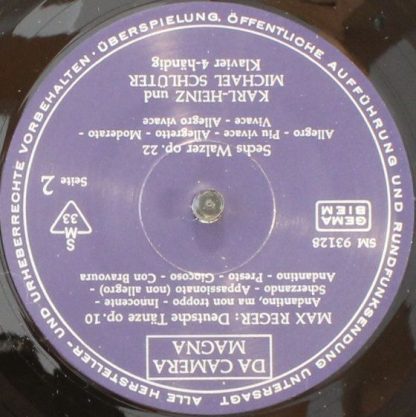 DA CAMERA
MAGNA
MAX REGER: Deutsche Tänze op. 10
Andantino, ma non troppo - Innocente -
Scherzando - Appassionato (non allegro) -
Andantino - Presto - Giocoso - Con Bravoura
SM 93128
GEMA
BIEM
S
M
33
Seite 2
Sechs Walzer op. 22
Allegro - Piu vivace - Allegretto - Moderato -
Vivace - Allegro vivace
KARL-HEINZ und
MICHAEL SCHLÜTER
Klavier 4-händig
ALLE HERSTELLER- UND URHEBERRECHTE VORBEHALTEN · ÜBERSPIELUNG, ÖFFENTLICHE AUFFÜHRUNG UND RUNDFUNKSENDUNG UNTERSAGT